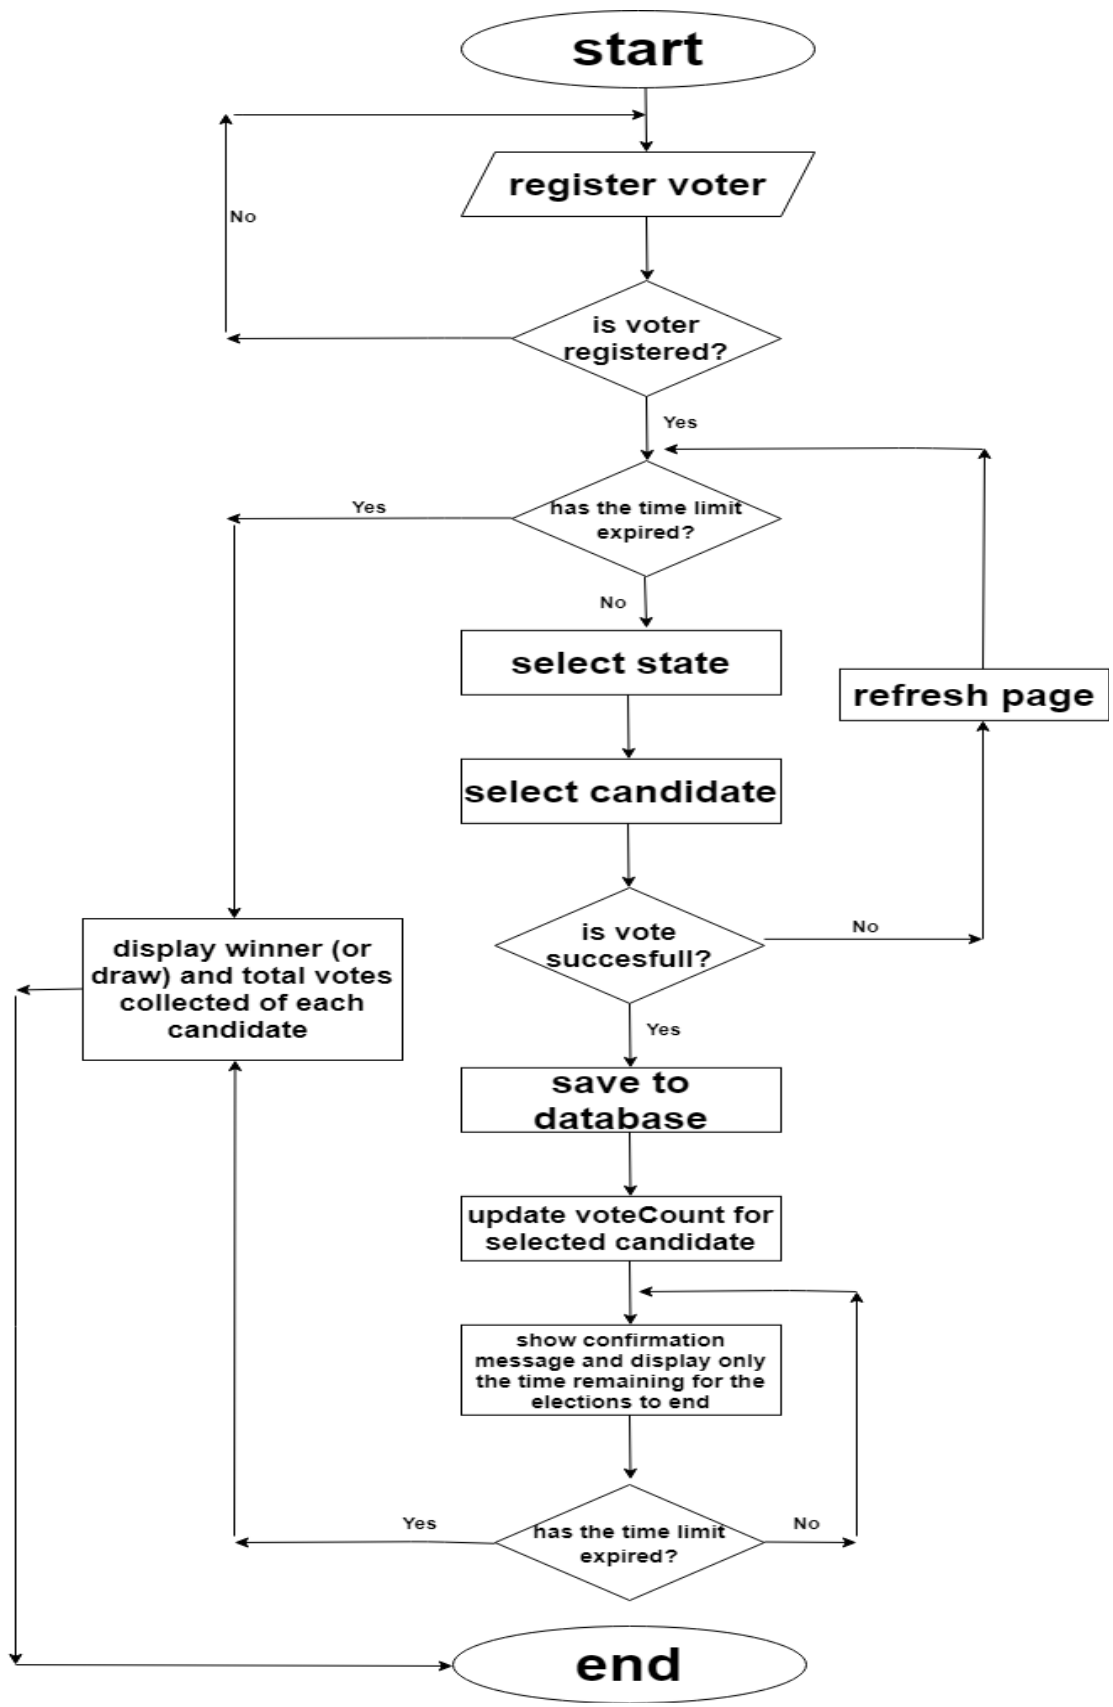 start
register voter
No
is voter
registered?
Yes
has the time limit
expired?
Yes
No
select state
refresh page
select candidate
is vote
succesfull?
No
display winner (or
draw) and total votes
collected of each
candidate
Yes
save to
database
update voteCount for
selected candidate
show confirmation
message and display only
the time remaining for the
elections to end
Yes
has the time limit
expired?
No
end